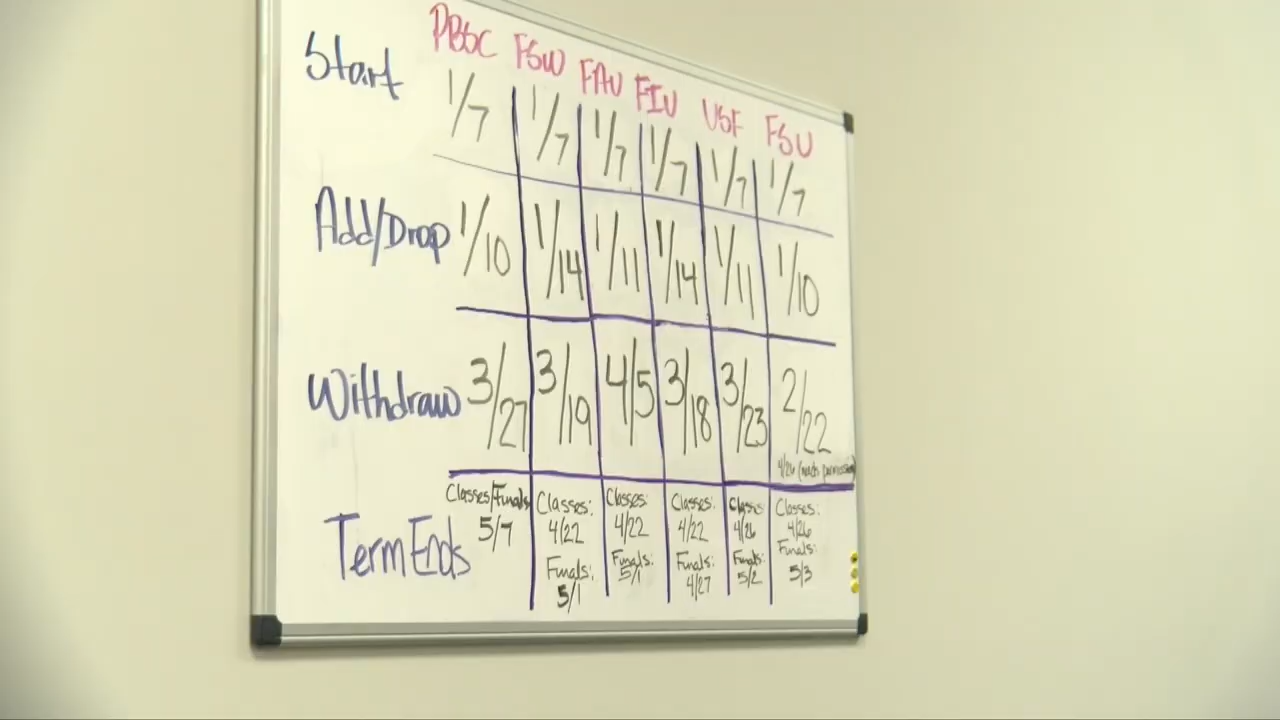 PBSC FSW FAU FIU USF FSU
Start 1/7 1/7 1/7 1/7 1/7 1/7
Add/Drop 1/10 1/14 1/11 1/14 1/11 1/10
Withdraw 3/27 3/19 4/5 3/18 3/23 2/22
4/26 (needs permission)
Term Ends
Classes/Finals
5/7
Classes:
4/22
Finals:
5/1
Classes:
4/22
Finals:
5/1
Classes:
4/22
Finals:
4/27
Classes
4/26
Finals:
5/2
Classes:
4/26
Finals:
5/3